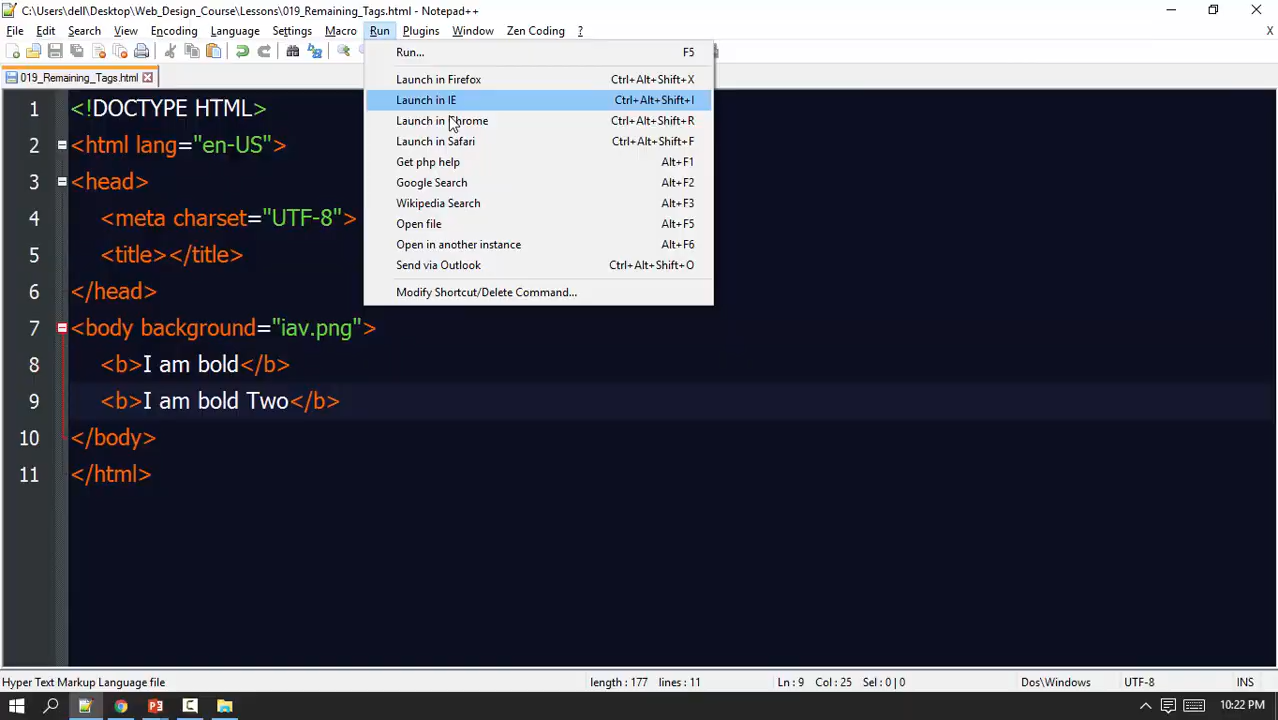 C:\Users\dell\Desktop\Web_Design_Course\Lessons\019_Remaining_Tags.html - Notepad++
File Edit Search View Encoding Language Settings Macro Run Plugins Window Zen Coding ? X
019_Remaining_Tags.html
Run... F5
Launch in Firefox Ctrl+Alt+Shift+X
Launch in IE Ctrl+Alt+Shift+I
Launch in Chrome Ctrl+Alt+Shift+R
Launch in Safari Ctrl+Alt+Shift+F
Get php help Alt+F1
Google Search Alt+F2
Wikipedia Search Alt+F3
Open file Alt+F5
Open in another instance Alt+F6
Send via Outlook Ctrl+Alt+Shift+O
Modify Shortcut/Delete Command...
1 <!DOCTYPE HTML>
2 <html lang="en-US">
3 <head>
4 <meta charset="UTF-8">
5 <title></title>
6 </head>
7 <body background="iav.png">
8 <b>I am bold</b>
9 <b>I am bold Two</b>
10 </body>
11 </html>
Hyper Text Markup Language file length : 177 lines : 11 Ln : 9 Col : 25 Sel : 0 | 0 Dos\Windows UTF-8 INS
10:22 PM